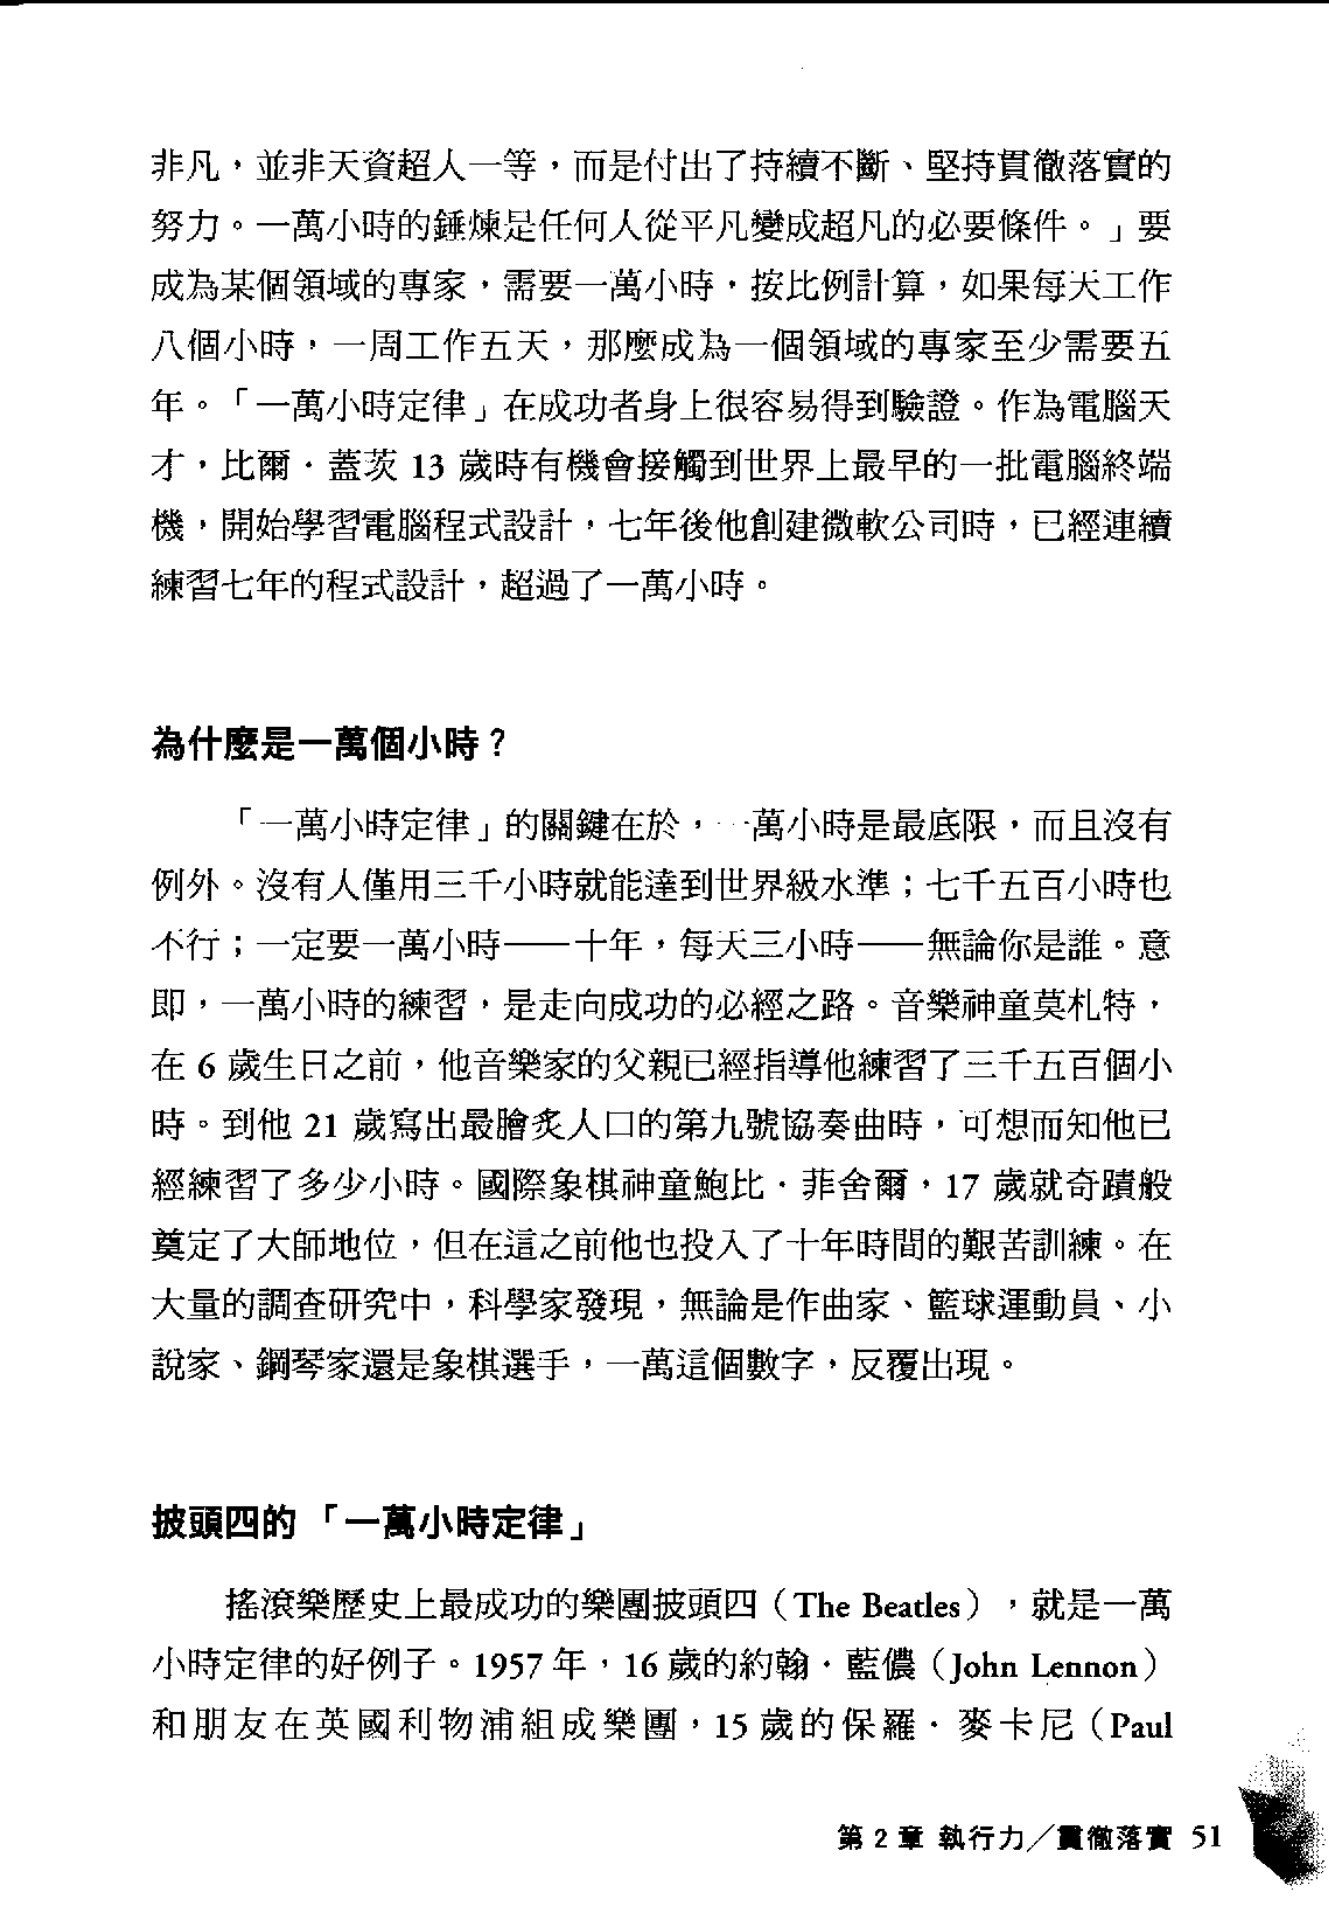 非凡，並非天資超人一等，而是付出了持續不斷、堅持貫徹落實的
努力。一萬小時的錘煉是任何人從平凡變成超凡的必要條件。」要
成為某個領域的專家，需要一萬小時，按比例計算，如果每天工作
八個小時，一周工作五天，那麼成為一個領域的專家至少需要五
年。「一萬小時定律」在成功者身上很容易得到驗證。作為電腦天
才，比爾．蓋茨 13 歲時有機會接觸到世界上最早的一批電腦終端
機，開始學習電腦程式設計，七年後他創建微軟公司時，已經連續
練習七年的程式設計，超過了一萬小時。
為什麼是一萬個小時？
「一萬小時定律」的關鍵在於，一萬小時是最底限，而且沒有
例外。沒有人僅用三千小時就能達到世界級水準；七千五百小時也
不行；一定要一萬小時——十年，每天三小時——無論你是誰。意
即，一萬小時的練習，是走向成功的必經之路。音樂神童莫札特，
在 6 歲生日之前，他音樂家的父親已經指導他練習了三千五百個小
時。到他 21 歲寫出最膾炙人口的第九號協奏曲時，可想而知他已
經練習了多少小時。國際象棋神童鮑比．菲舍爾，17 歲就奇蹟般
奠定了大師地位，但在這之前他也投入了十年時間的艱苦訓練。在
大量的調查研究中，科學家發現，無論是作曲家、籃球運動員、小
說家、鋼琴家還是象棋選手，一萬這個數字，反覆出現。
披頭四的「一萬小時定律」
搖滾樂歷史上最成功的樂團披頭四（The Beatles），就是一萬
小時定律的好例子。1957 年，16 歲的約翰．藍儂（John Lennon）
和朋友在英國利物浦組成樂團，15 歲的保羅．麥卡尼（Paul
第 2 章 執行力／貫徹落實 51